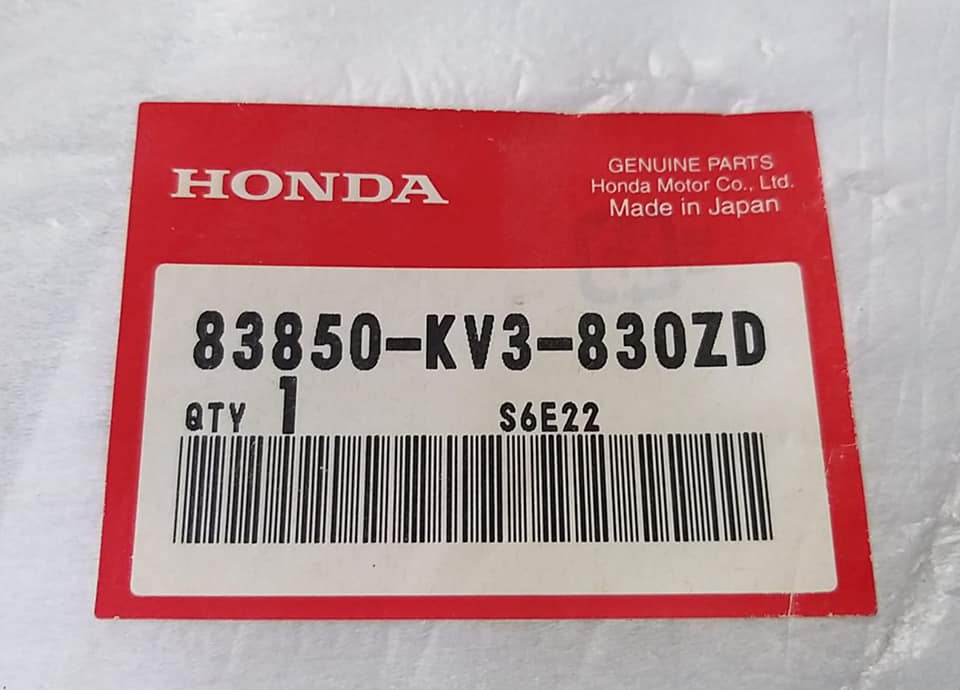 HONDA
GENUINE PARTS
Honda Motor Co., Ltd.
Made in Japan
83850-KV3-830ZD
QTY 1 S6E22